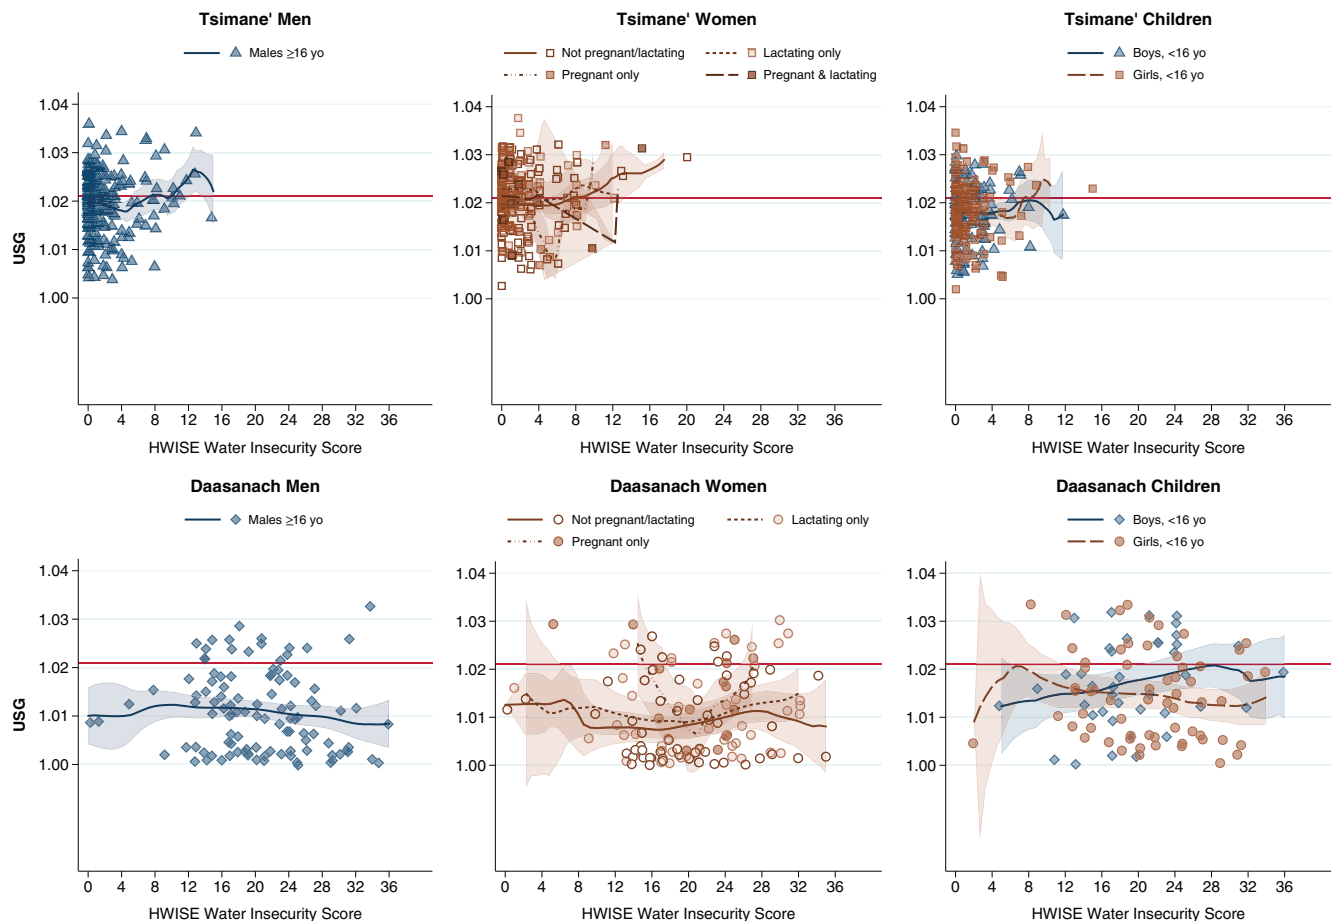 Tsimane' Men
Males ≥16 yo
1.04
1.03
1.02
1.01
1.00
USG
0 4 8 12 16 20 24 28 32 36
HWISE Water Insecurity Score
Tsimane' Women
Not pregnant/lactating
Lactating only
Pregnant only
Pregnant & lactating
1.04
1.03
1.02
1.01
1.00
0 4 8 12 16 20 24 28 32 36
HWISE Water Insecurity Score
Tsimane' Children
Boys, <16 yo
Girls, <16 yo
1.04
1.03
1.02
1.01
1.00
0 4 8 12 16 20 24 28 32 36
HWISE Water Insecurity Score
Daasanach Men
Males ≥16 yo
1.04
1.03
1.02
1.01
1.00
USG
0 4 8 12 16 20 24 28 32 36
HWISE Water Insecurity Score
Daasanach Women
Not pregnant/lactating
Lactating only
Pregnant only
1.04
1.03
1.02
1.01
1.00
0 4 8 12 16 20 24 28 32 36
HWISE Water Insecurity Score
Daasanach Children
Boys, <16 yo
Girls, <16 yo
1.04
1.03
1.02
1.01
1.00
0 4 8 12 16 20 24 28 32 36
HWISE Water Insecurity Score